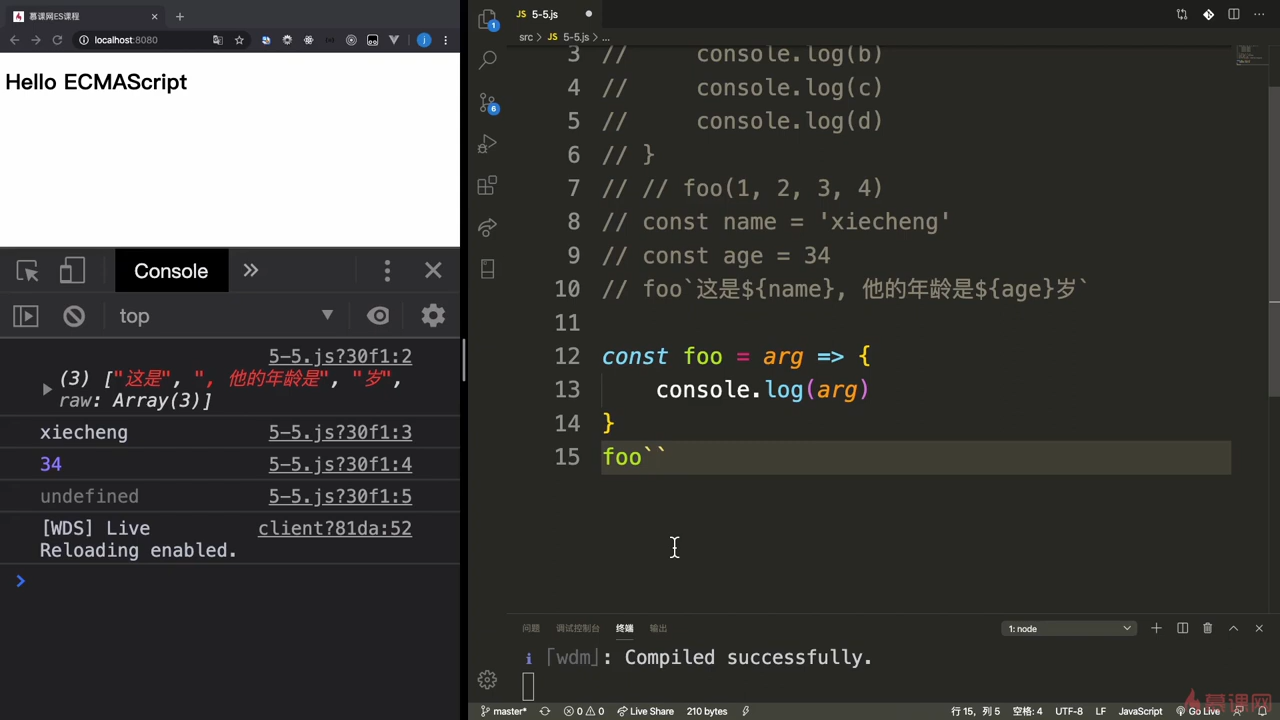 慕课网ES课程
localhost:8080
Hello ECMAScript
Console
top
5-5.js?30f1:2
(3) ["这是", ", 他的年龄是", "岁",
raw: Array(3)]
xiecheng 5-5.js?30f1:3
34 5-5.js?30f1:4
undefined 5-5.js?30f1:5
[WDS] Live client?81da:52
Reloading enabled.
JS 5-5.js
src > JS 5-5.js > ...
3 // console.log(b)
4 // console.log(c)
5 // console.log(d)
6 // }
7 // // foo(1, 2, 3, 4)
8 // const name = 'xiecheng'
9 // const age = 34
10 // foo`这是${name}, 他的年龄是${age}岁`
11
12 const foo = arg => {
13 console.log(arg)
14 }
15 foo``
1
6
问题 调试控制台 终端 输出 1: node
i ｢wdm｣: Compiled successfully.
master* 0 0 Live Share 210 bytes 行 15, 列 5 空格: 4 UTF-8 LF JavaScript Go Live
慕课网